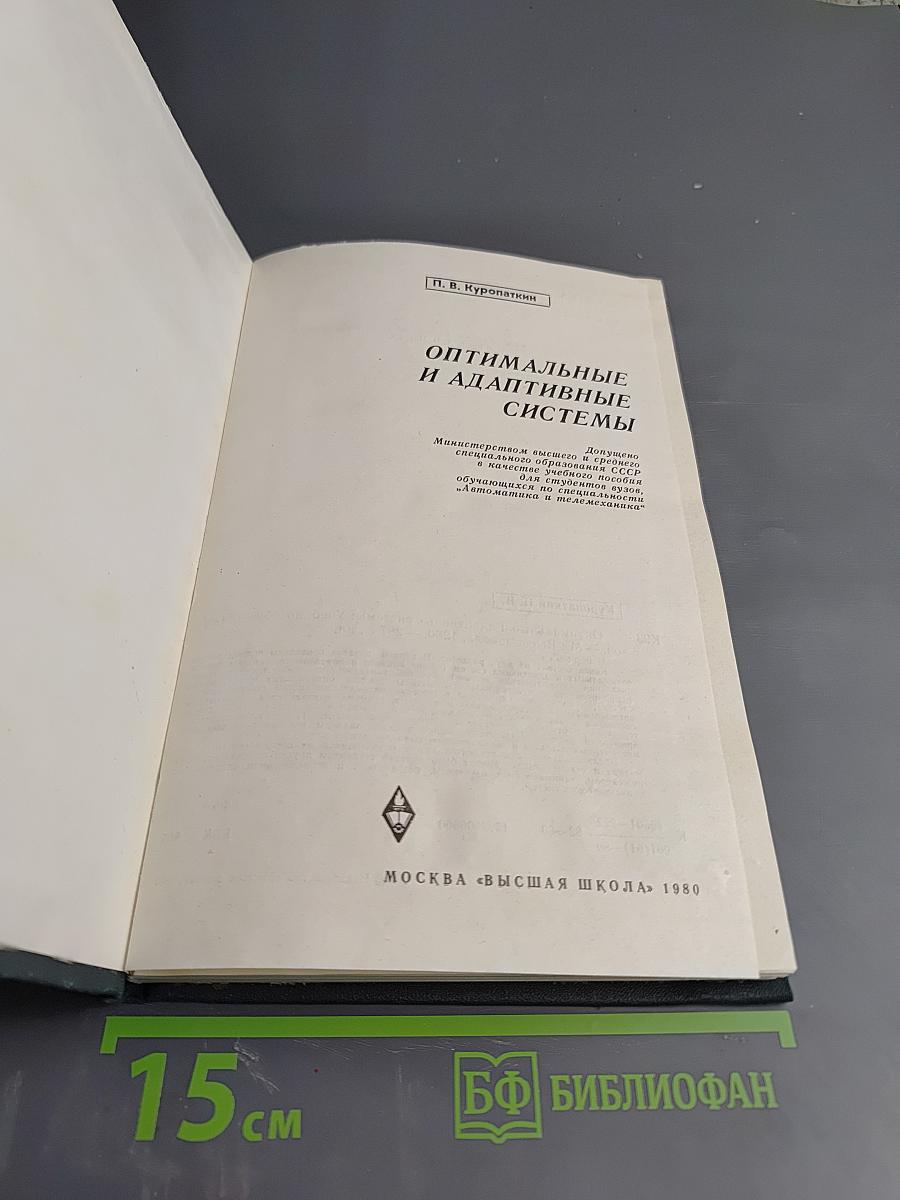 П. В. Куропаткин
ОПТИМАЛЬНЫЕ
И АДАПТИВНЫЕ
СИСТЕМЫ
Допущено
Министерством высшего и среднего
специального образования СССР
в качестве учебного пособия
для студентов вузов,
обучающихся по специальности
„Автоматика и телемеханика“
МОСКВА «ВЫСШАЯ ШКОЛА» 1980
15 см
БФ БИБЛИОФАН